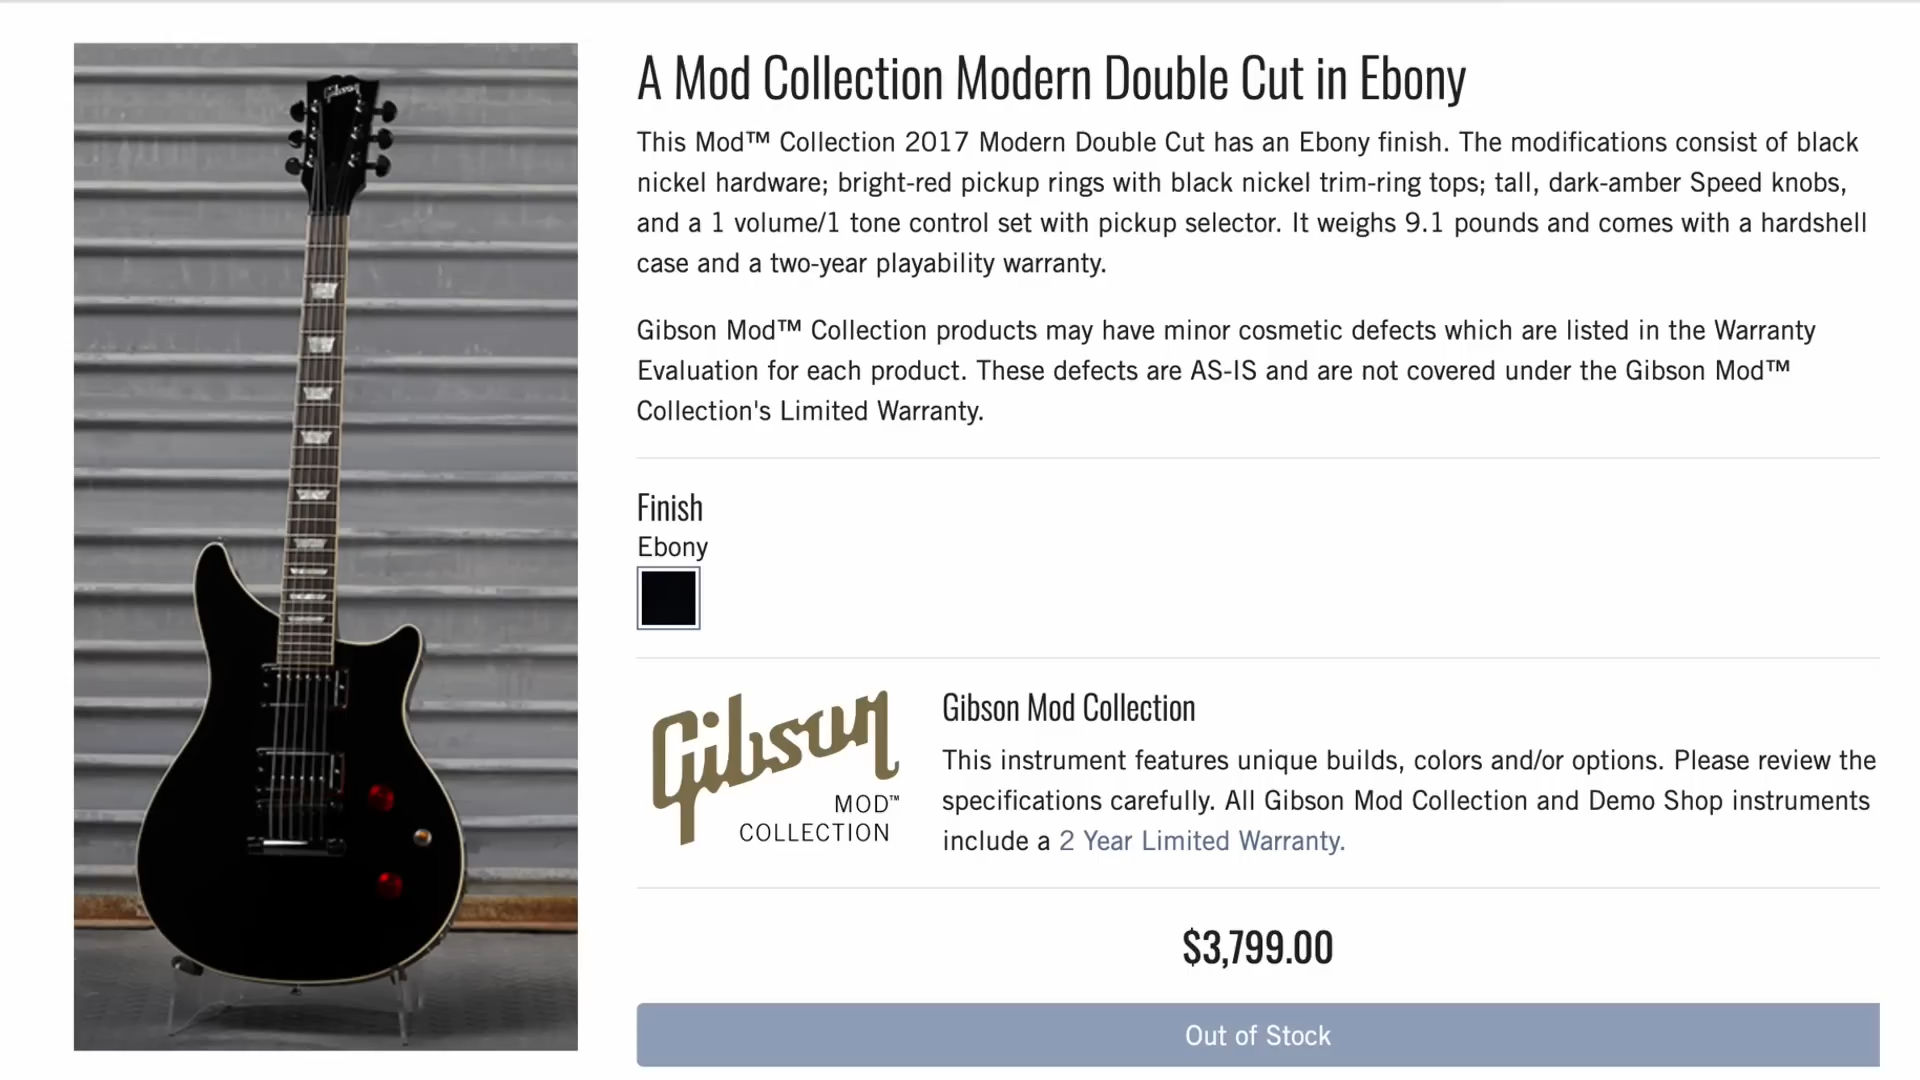 Gibson
A Mod Collection Modern Double Cut in Ebony
This Mod™ Collection 2017 Modern Double Cut has an Ebony finish. The modifications consist of black
nickel hardware; bright-red pickup rings with black nickel trim-ring tops; tall, dark-amber Speed knobs,
and a 1 volume/1 tone control set with pickup selector. It weighs 9.1 pounds and comes with a hardshell
case and a two-year playability warranty.
Gibson Mod™ Collection products may have minor cosmetic defects which are listed in the Warranty
Evaluation for each product. These defects are AS-IS and are not covered under the Gibson Mod™
Collection's Limited Warranty.
Finish
Ebony
Gibson
MOD™
COLLECTION
Gibson Mod Collection
This instrument features unique builds, colors and/or options. Please review the
specifications carefully. All Gibson Mod Collection and Demo Shop instruments
include a 2 Year Limited Warranty.
$3,799.00
Out of Stock